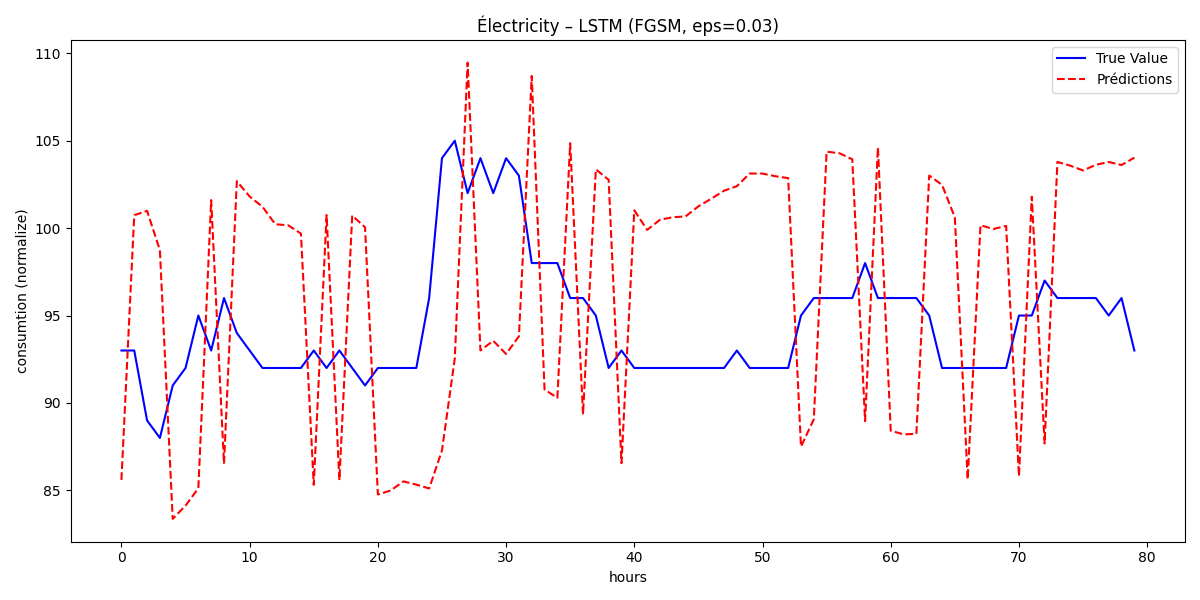 Électricity – LSTM (FGSM, eps=0.03)
True Value
Prédictions
consumtion (normalize)
110
105
100
95
90
85
0 10 20 30 40 50 60 70 80
hours